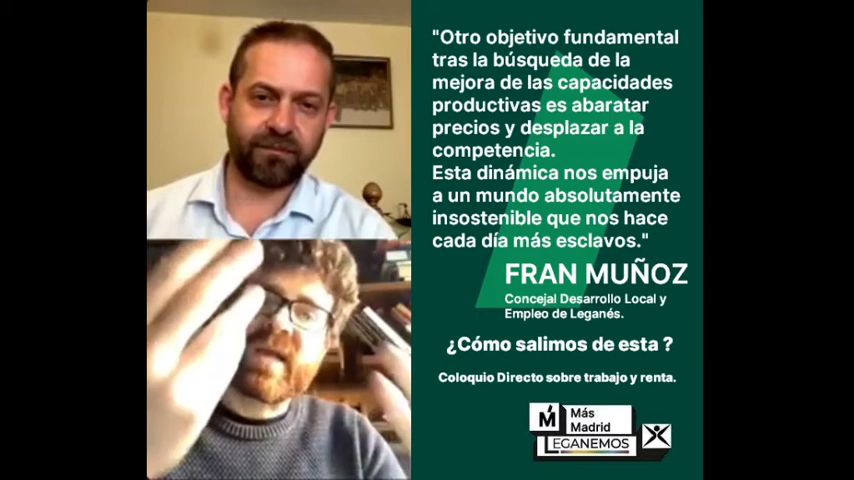 "Otro objetivo fundamental
tras la búsqueda de la
mejora de las capacidades
productivas es abaratar
precios y desplazar a la
competencia.
Esta dinámica nos empuja
a un mundo absolutamente
insostenible que nos hace
cada día más esclavos."
FRAN MUÑOZ
Concejal Desarrollo Local y
Empleo de Leganés.
¿Cómo salimos de esta ?
Coloquio Directo sobre trabajo y renta.
Ḿ Más
Madrid
LEGANEMOS